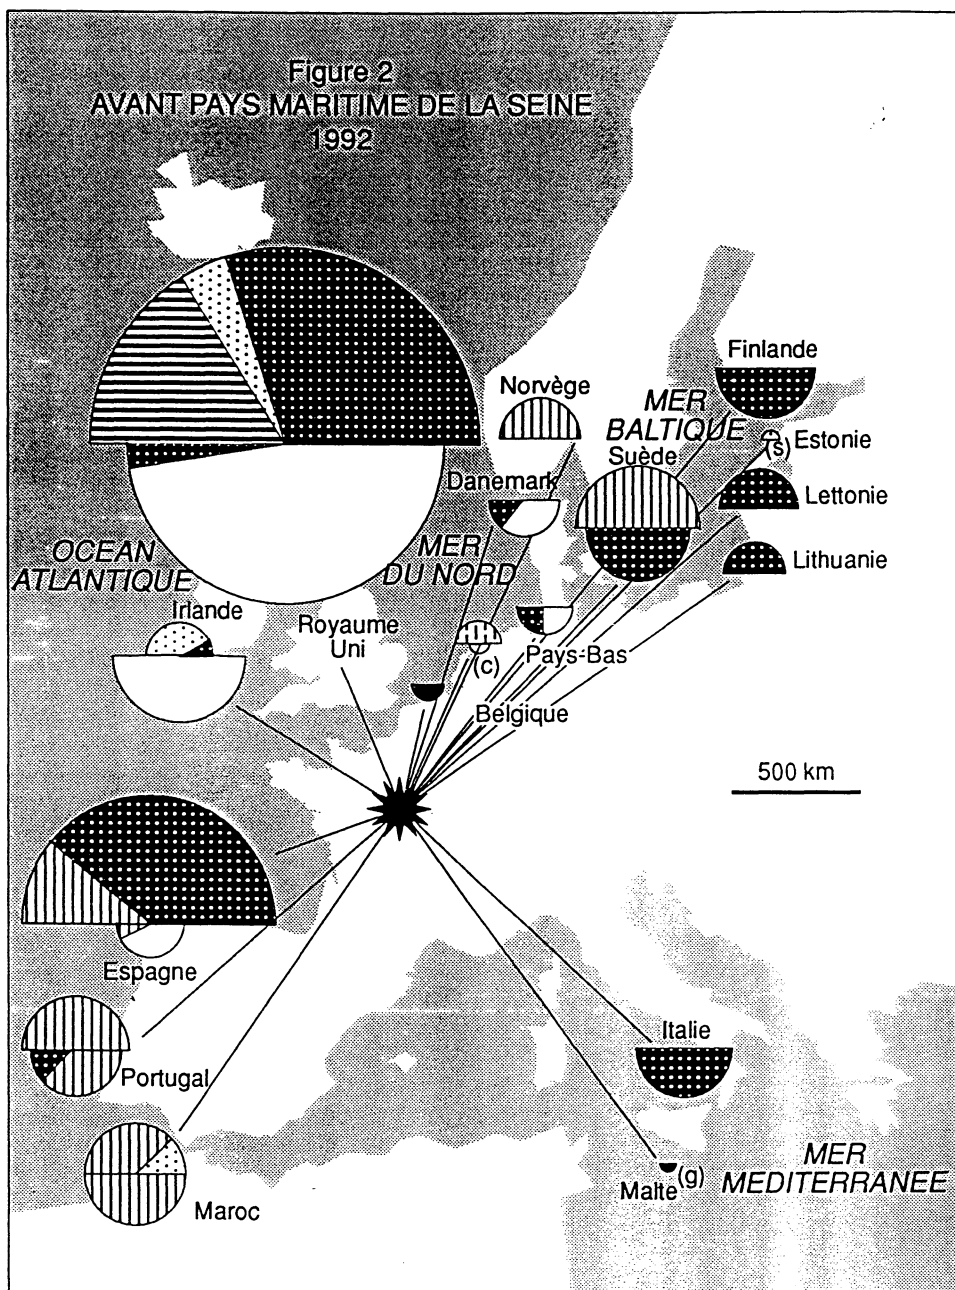 Figure 2
AVANT PAYS MARITIME DE LA SEINE
1992
Finlande
Norvège
MER
BALTIQUE
Estonie
(s)
Suède
Danemark
Lettonie
OCEAN
ATLANTIQUE
MER
DU NORD
Lithuanie
Irlande
Royaume
Uni
(c)
Pays-Bas
Belgique
500 km
Espagne
Italie
Portugal
MER
MEDITERRANEE
Malte
(g)
Maroc